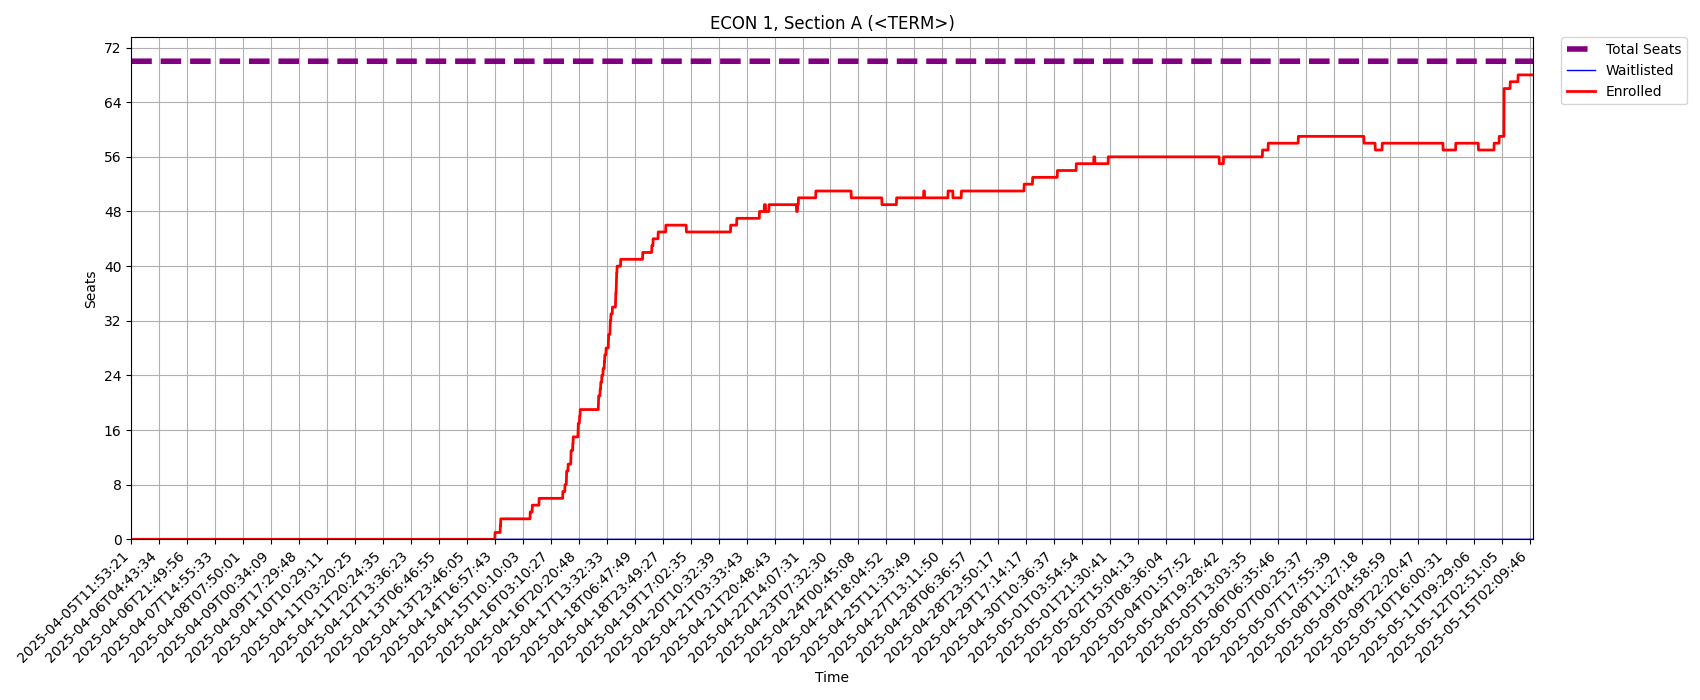 ECON 1, Section A (<TERM>)
Total Seats
Waitlisted
Enrolled
72
64
56
48
40
32
24
16
8
0
Seats
2025-04-05T11:53:21
2025-04-06T04:43:34
2025-04-06T21:49:56
2025-04-07T14:55:33
2025-04-08T07:50:01
2025-04-09T00:34:09
2025-04-09T17:29:48
2025-04-10T10:29:11
2025-04-11T03:20:25
2025-04-11T20:24:35
2025-04-12T13:36:23
2025-04-13T06:46:55
2025-04-13T23:46:05
2025-04-14T16:57:43
2025-04-15T10:10:03
2025-04-16T03:10:27
2025-04-16T20:20:48
2025-04-17T13:32:33
2025-04-18T06:47:49
2025-04-18T23:49:27
2025-04-19T17:02:35
2025-04-20T10:32:39
2025-04-21T03:33:43
2025-04-21T20:48:43
2025-04-22T14:07:31
2025-04-23T07:32:30
2025-04-24T00:45:08
2025-04-24T18:04:52
2025-04-25T11:33:49
2025-04-27T13:11:50
2025-04-28T06:36:57
2025-04-28T23:50:17
2025-04-29T17:14:17
2025-04-30T10:36:37
2025-05-01T03:54:54
2025-05-01T21:30:41
2025-05-02T15:04:13
2025-05-03T08:36:04
2025-05-04T01:57:52
2025-05-04T19:28:42
2025-05-05T13:03:35
2025-05-06T06:35:46
2025-05-07T00:25:37
2025-05-07T17:55:39
2025-05-08T11:27:18
2025-05-09T04:58:59
2025-05-09T22:20:47
2025-05-10T16:00:31
2025-05-11T09:29:06
2025-05-12T02:51:05
2025-05-15T02:09:46
Time